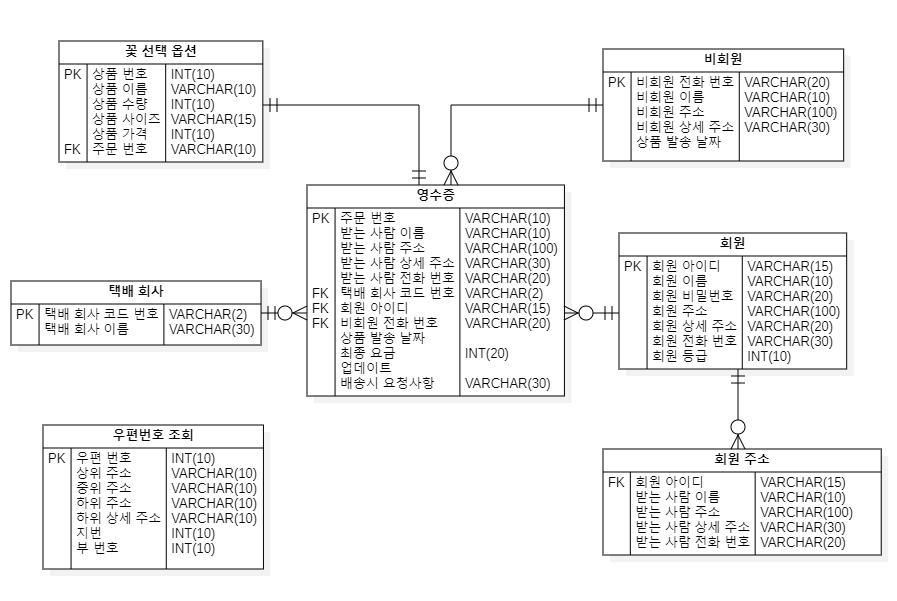 꽃 선택 옵션
PK 상품 번호 INT(10)
상품 이름 VARCHAR(10)
상품 수량 INT(10)
상품 사이즈 VARCHAR(15)
상품 가격 INT(10)
FK 주문 번호 VARCHAR(10)
비회원
PK 비회원 전화 번호 VARCHAR(20)
비회원 이름 VARCHAR(10)
비회원 주소 VARCHAR(100)
비회원 상세 주소 VARCHAR(30)
상품 발송 날짜
영수증
PK 주문 번호 VARCHAR(10)
받는 사람 이름 VARCHAR(10)
받는 사람 주소 VARCHAR(100)
받는 사람 상세 주소 VARCHAR(30)
받는 사람 전화 번호 VARCHAR(20)
FK 택배 회사 코드 번호 VARCHAR(2)
FK 회원 아이디 VARCHAR(15)
FK 비회원 전화 번호 VARCHAR(20)
상품 발송 날짜
최종 요금 INT(20)
업데이트
배송시 요청사항 VARCHAR(30)
회원
PK 회원 아이디 VARCHAR(15)
회원 이름 VARCHAR(10)
회원 비밀번호 VARCHAR(20)
회원 주소 VARCHAR(100)
회원 상세 주소 VARCHAR(20)
회원 전화 번호 VARCHAR(30)
회원 등급 INT(10)
택배 회사
PK 택배 회사 코드 번호 VARCHAR(2)
택배 회사 이름 VARCHAR(30)
우편번호 조회
PK 우편 번호 INT(10)
상위 주소 VARCHAR(10)
중위 주소 VARCHAR(10)
하위 주소 VARCHAR(10)
하위 상세 주소 VARCHAR(10)
지번 INT(10)
부 번호 INT(10)
회원 주소
FK 회원 아이디 VARCHAR(15)
받는 사람 이름 VARCHAR(10)
받는 사람 주소 VARCHAR(100)
받는 사람 상세 주소 VARCHAR(30)
받는 사람 전화 번호 VARCHAR(20)